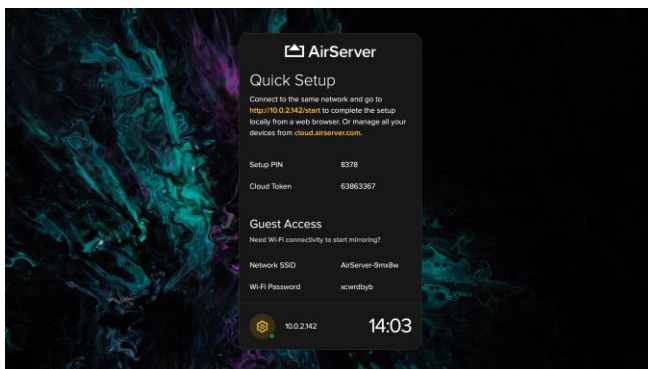 AirServer
Quick Setup
Connect to the same network and go to
http://10.0.2.142/start to complete the setup
locally from a web browser. Or manage all your
devices from cloud.airserver.com.
Setup PIN 8378
Cloud Token 63863367
Guest Access
Need Wi-Fi connectivity to start mirroring?
Network SSID AirServer-9mx8w
Wi-Fi Password xcwrdbyb
10.0.2.142 14:03